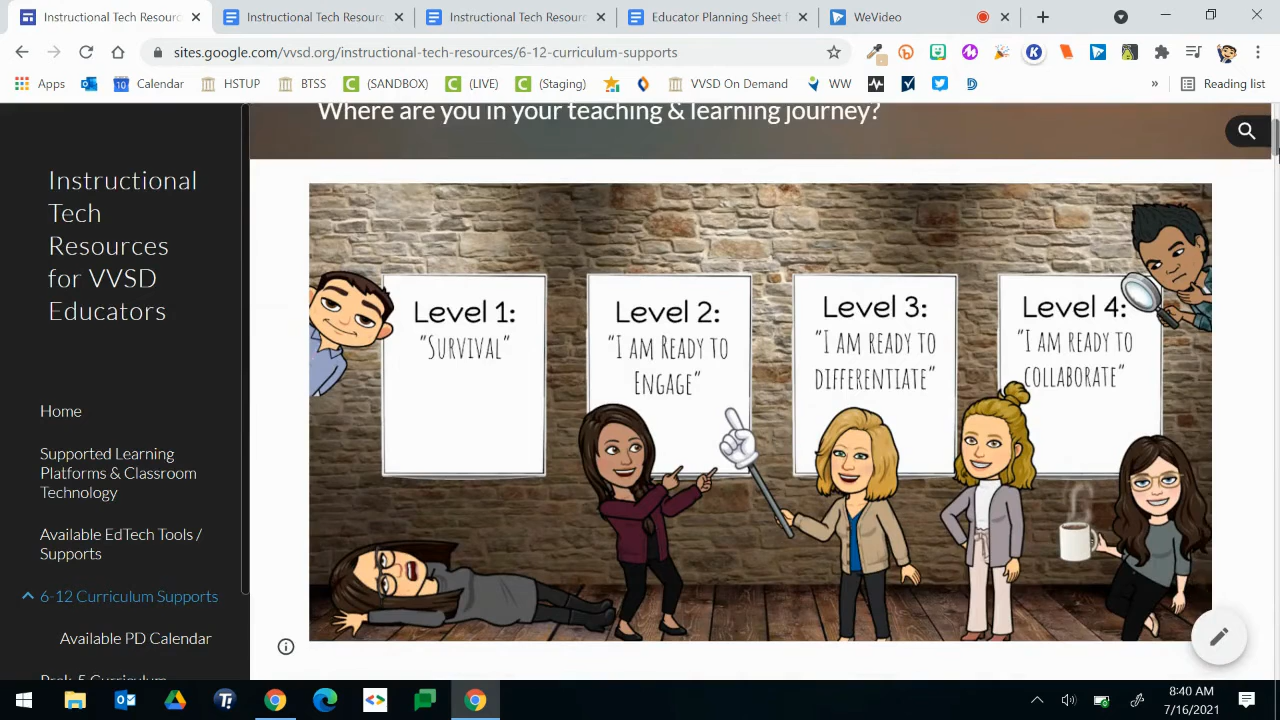 Instructional Tech Resourc
Instructional Tech Resourc
Instructional Tech Resourc
Educator Planning Sheet f
WeVideo
sites.google.com/vvsd.org/instructional-tech-resources/6-12-curriculum-supports
Apps
Calendar
HSTUP
BTSS
(SANDBOX)
(LIVE)
(Staging)
VVSD On Demand
WW
»
Reading list
Where are you in your teaching & learning journey?
Instructional
Tech
Resources
for VVSD
Educators
Home
Supported Learning
Platforms & Classroom
Technology
Available EdTech Tools /
Supports
6-12 Curriculum Supports
Available PD Calendar
PreK-5 Curriculum
Level 1:
"SURVIVAL"
Level 2:
"I AM READY TO
ENGAGE"
Level 3:
"I AM READY TO
DIFFERENTIATE"
Level 4:
"I AM READY TO
COLLABORATE"
8:40 AM
7/16/2021